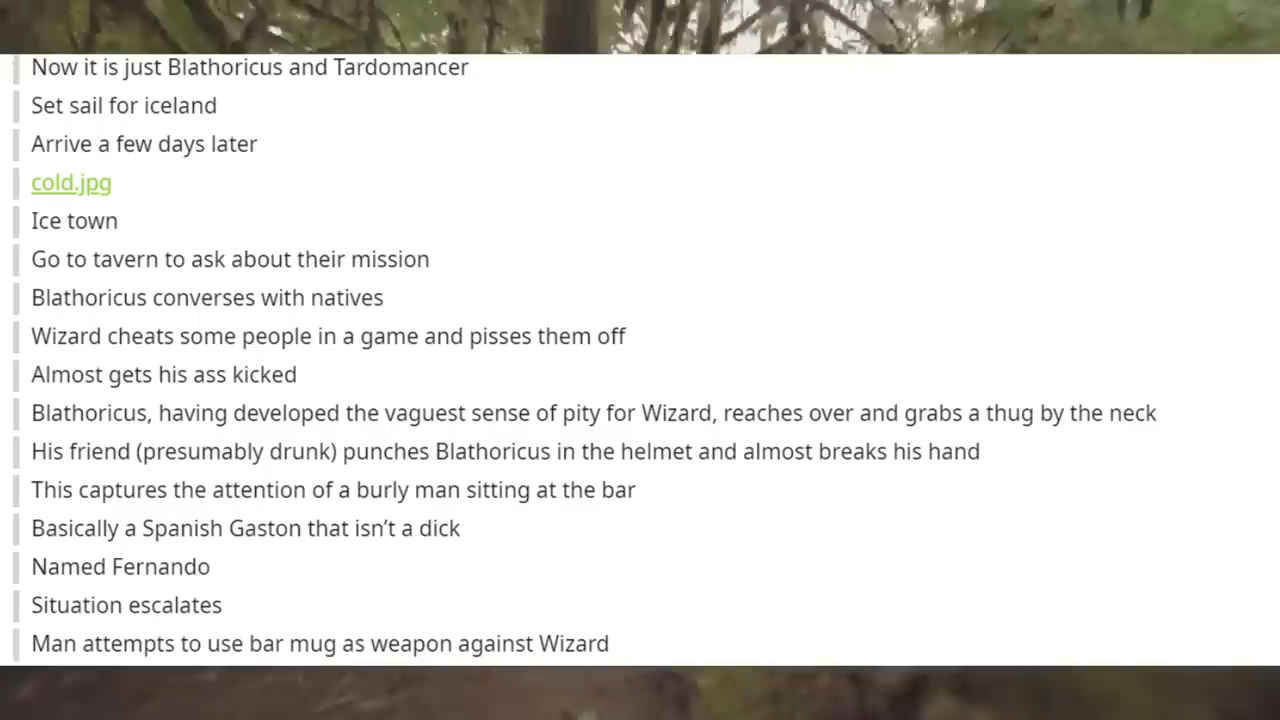 Now it is just Blathoricus and Tardomancer
Set sail for iceland
Arrive a few days later
cold.jpg
Ice town
Go to tavern to ask about their mission
Blathoricus converses with natives
Wizard cheats some people in a game and pisses them off
Almost gets his ass kicked
Blathoricus, having developed the vaguest sense of pity for Wizard, reaches over and grabs a thug by the neck
His friend (presumably drunk) punches Blathoricus in the helmet and almost breaks his hand
This captures the attention of a burly man sitting at the bar
Basically a Spanish Gaston that isn’t a dick
Named Fernando
Situation escalates
Man attempts to use bar mug as weapon against Wizard